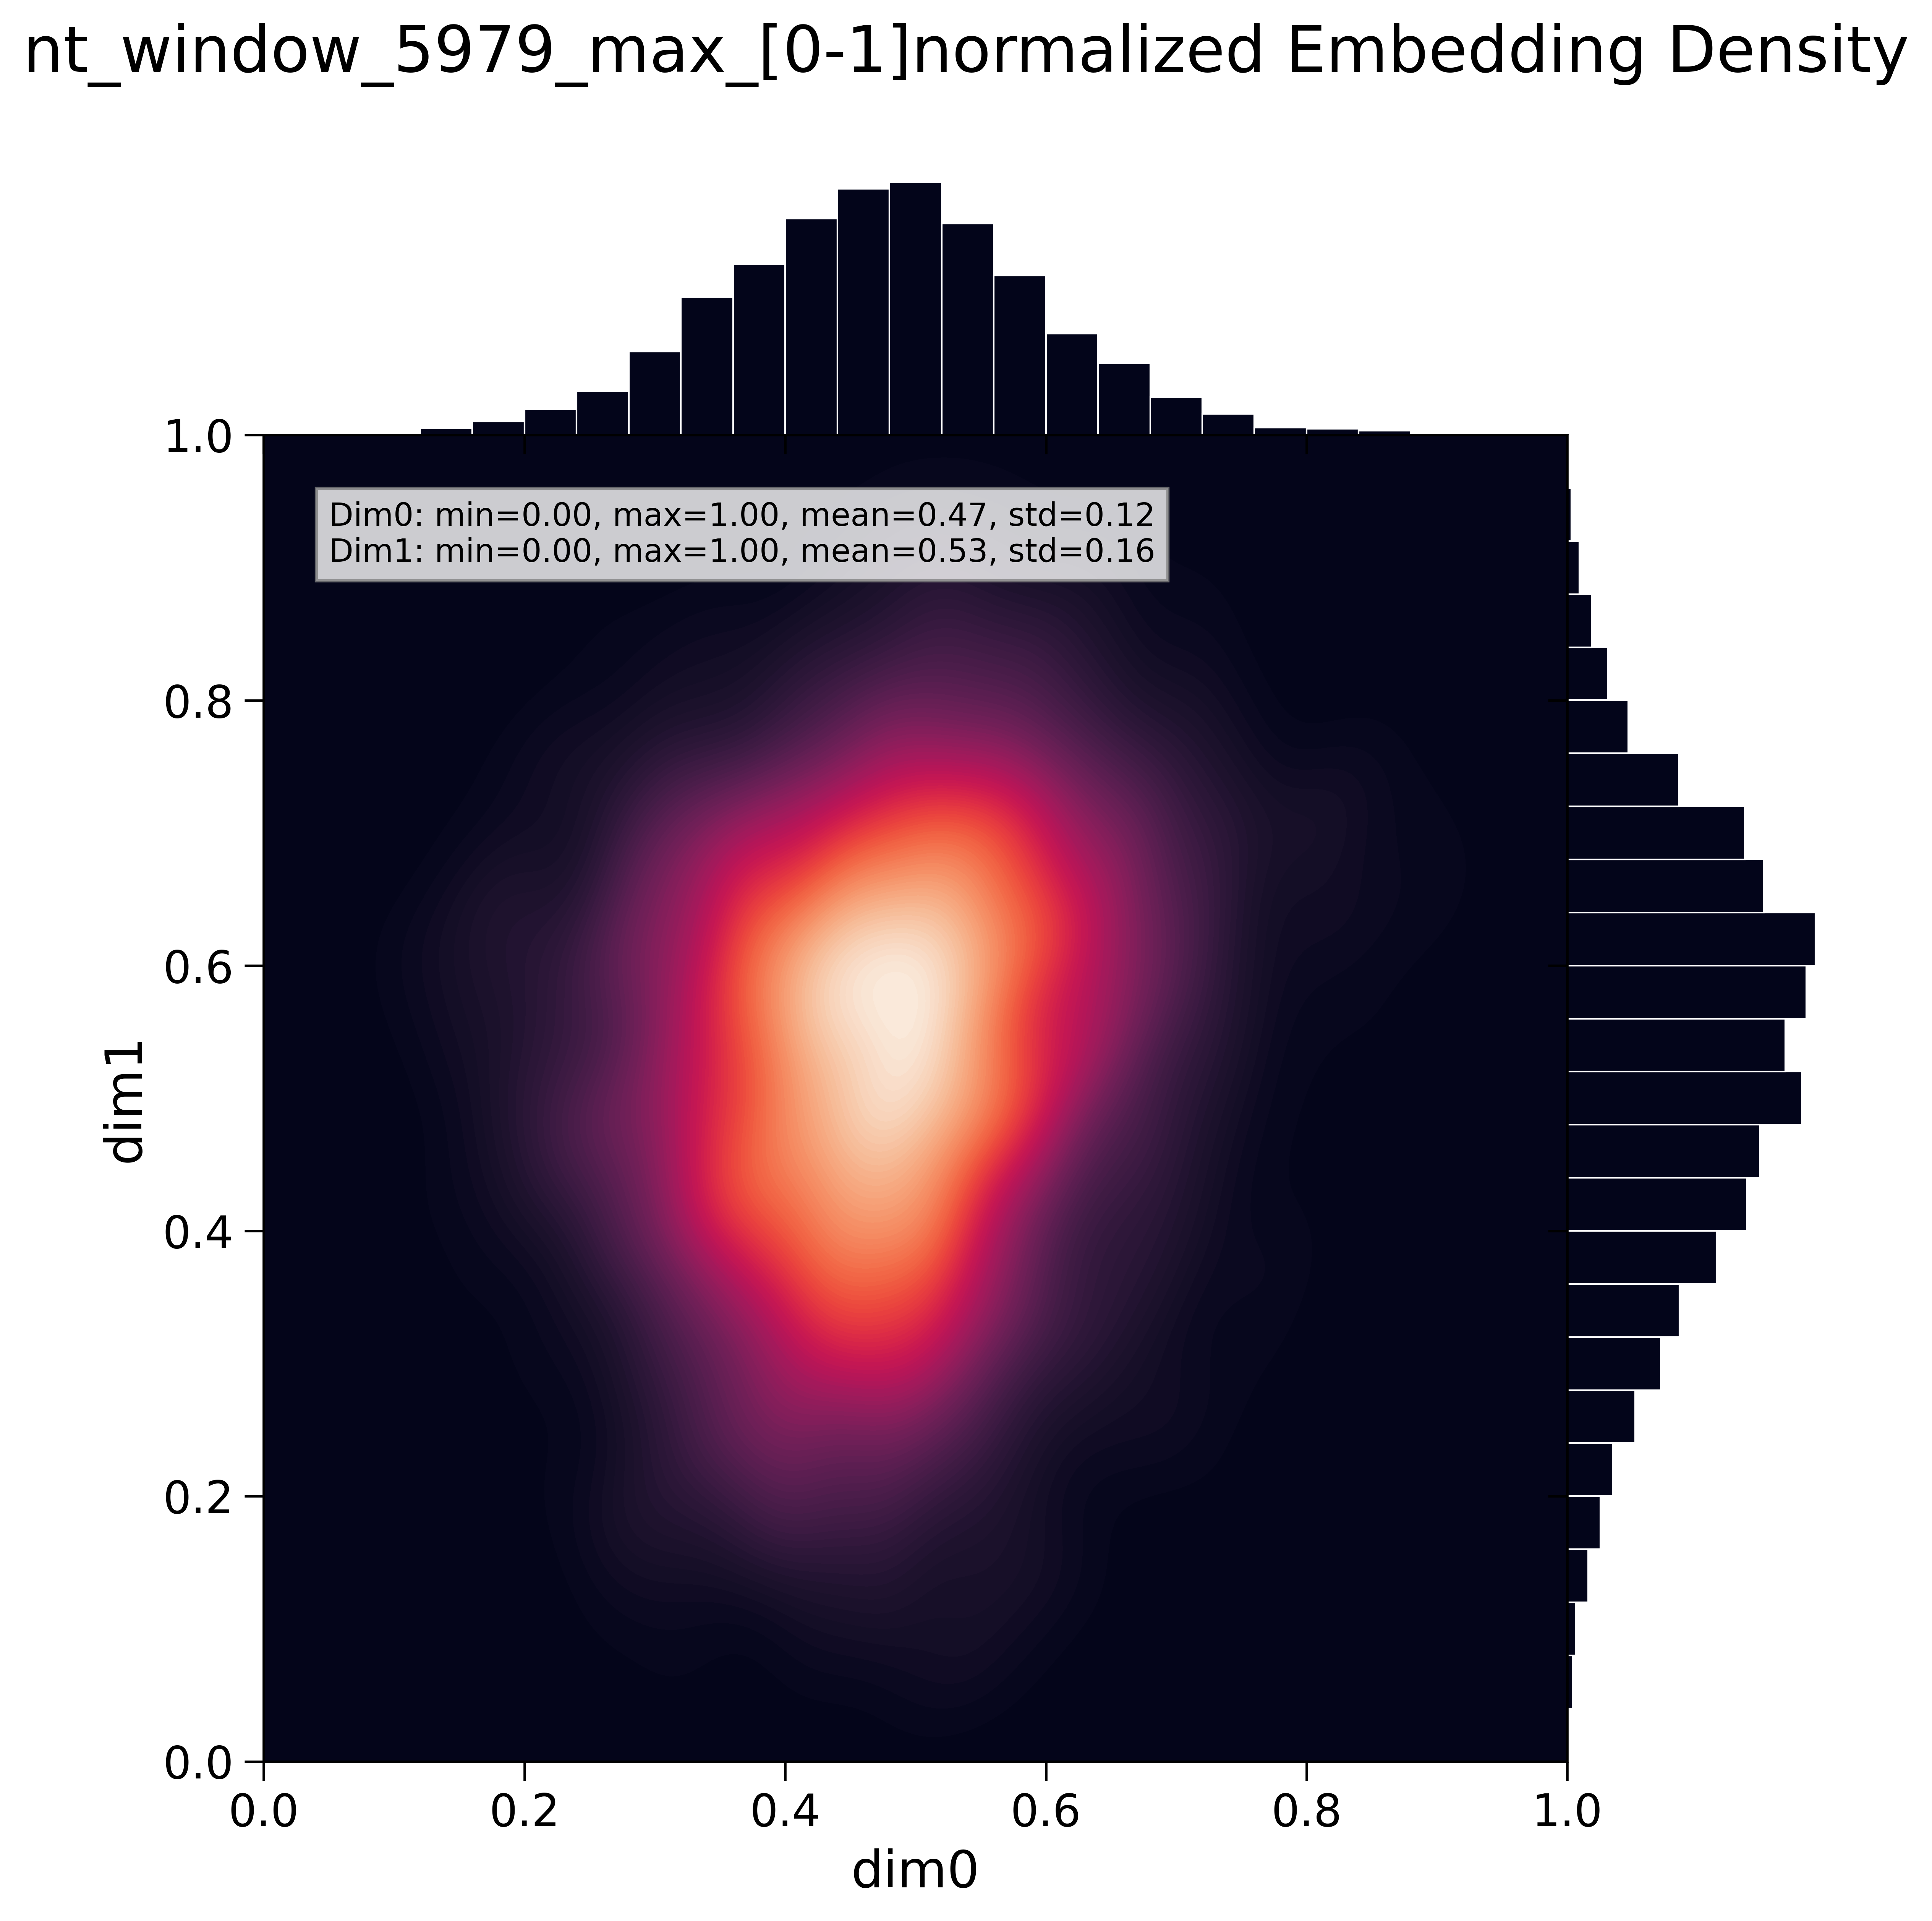 nt_window_5979_max_[0-1]normalized Embedding Density
Dim0: min=0.00, max=1.00, mean=0.47, std=0.12
Dim1: min=0.00, max=1.00, mean=0.53, std=0.16
1.0
0.8
0.6
0.4
0.2
0.0
dim1
0.0 0.2 0.4 0.6 0.8 1.0
dim0